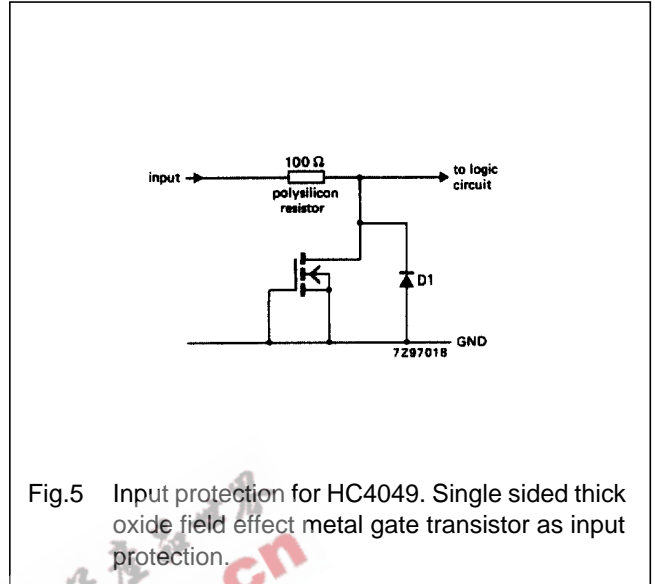 100 Ω
input
to logic
circuit
polysilicon
resistor
D1
GND
7Z97018
Fig.5 Input protection for HC4049. Single sided thick
oxide field effect metal gate transistor as input
protection.
.cn